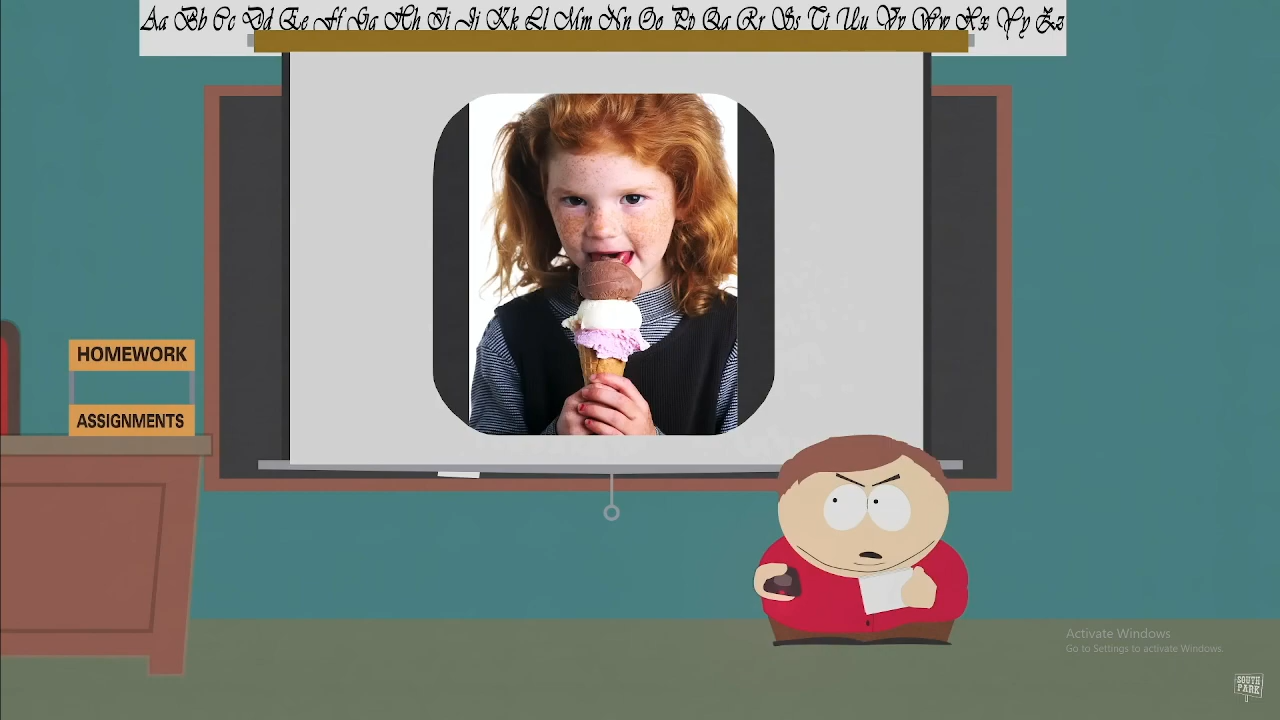 Aa Bb Cc Dd Ee Ff Gg Hh Ii Jj Kk Ll Mm Nn Oo Pp Qq Rr Ss Tt Uu Vv Ww Xx Yy Zz
HOMEWORK
ASSIGNMENTS
Activate Windows
Go to Settings to activate Windows.
SOUTH
PARK